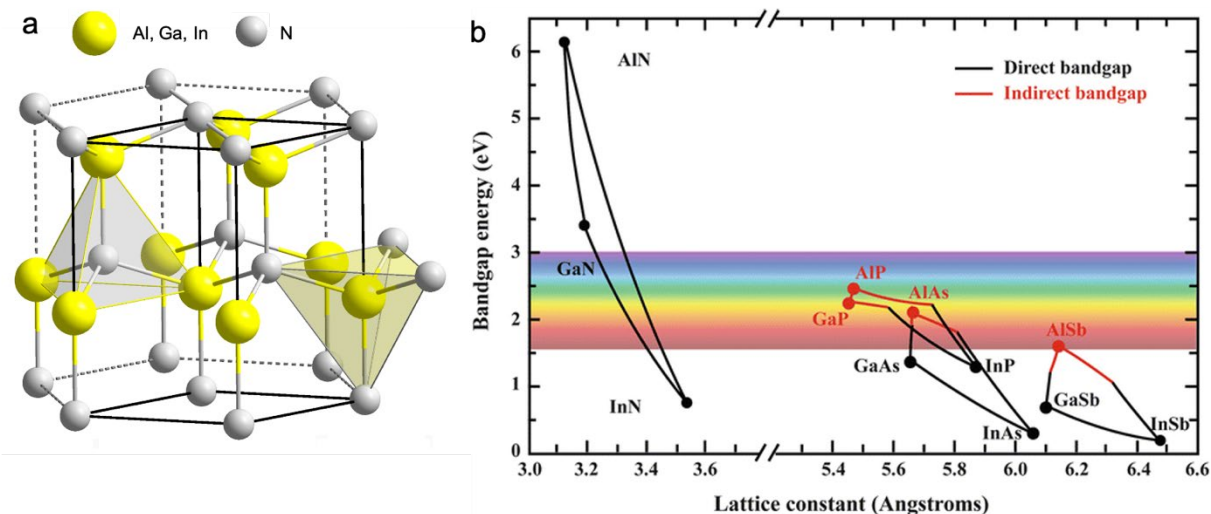 a
Al, Ga, In
N
b
Bandgap energy (eV)
6
5
4
3
2
1
0
AlN
Direct bandgap
Indirect bandgap
GaN
AlP
AlAs
GaP
AlSb
GaAs
InP
GaSb
InN
InAs
InSb
3.0 3.2 3.4 3.6 5.4 5.6 5.8 6.0 6.2 6.4 6.6
Lattice constant (Angstroms)